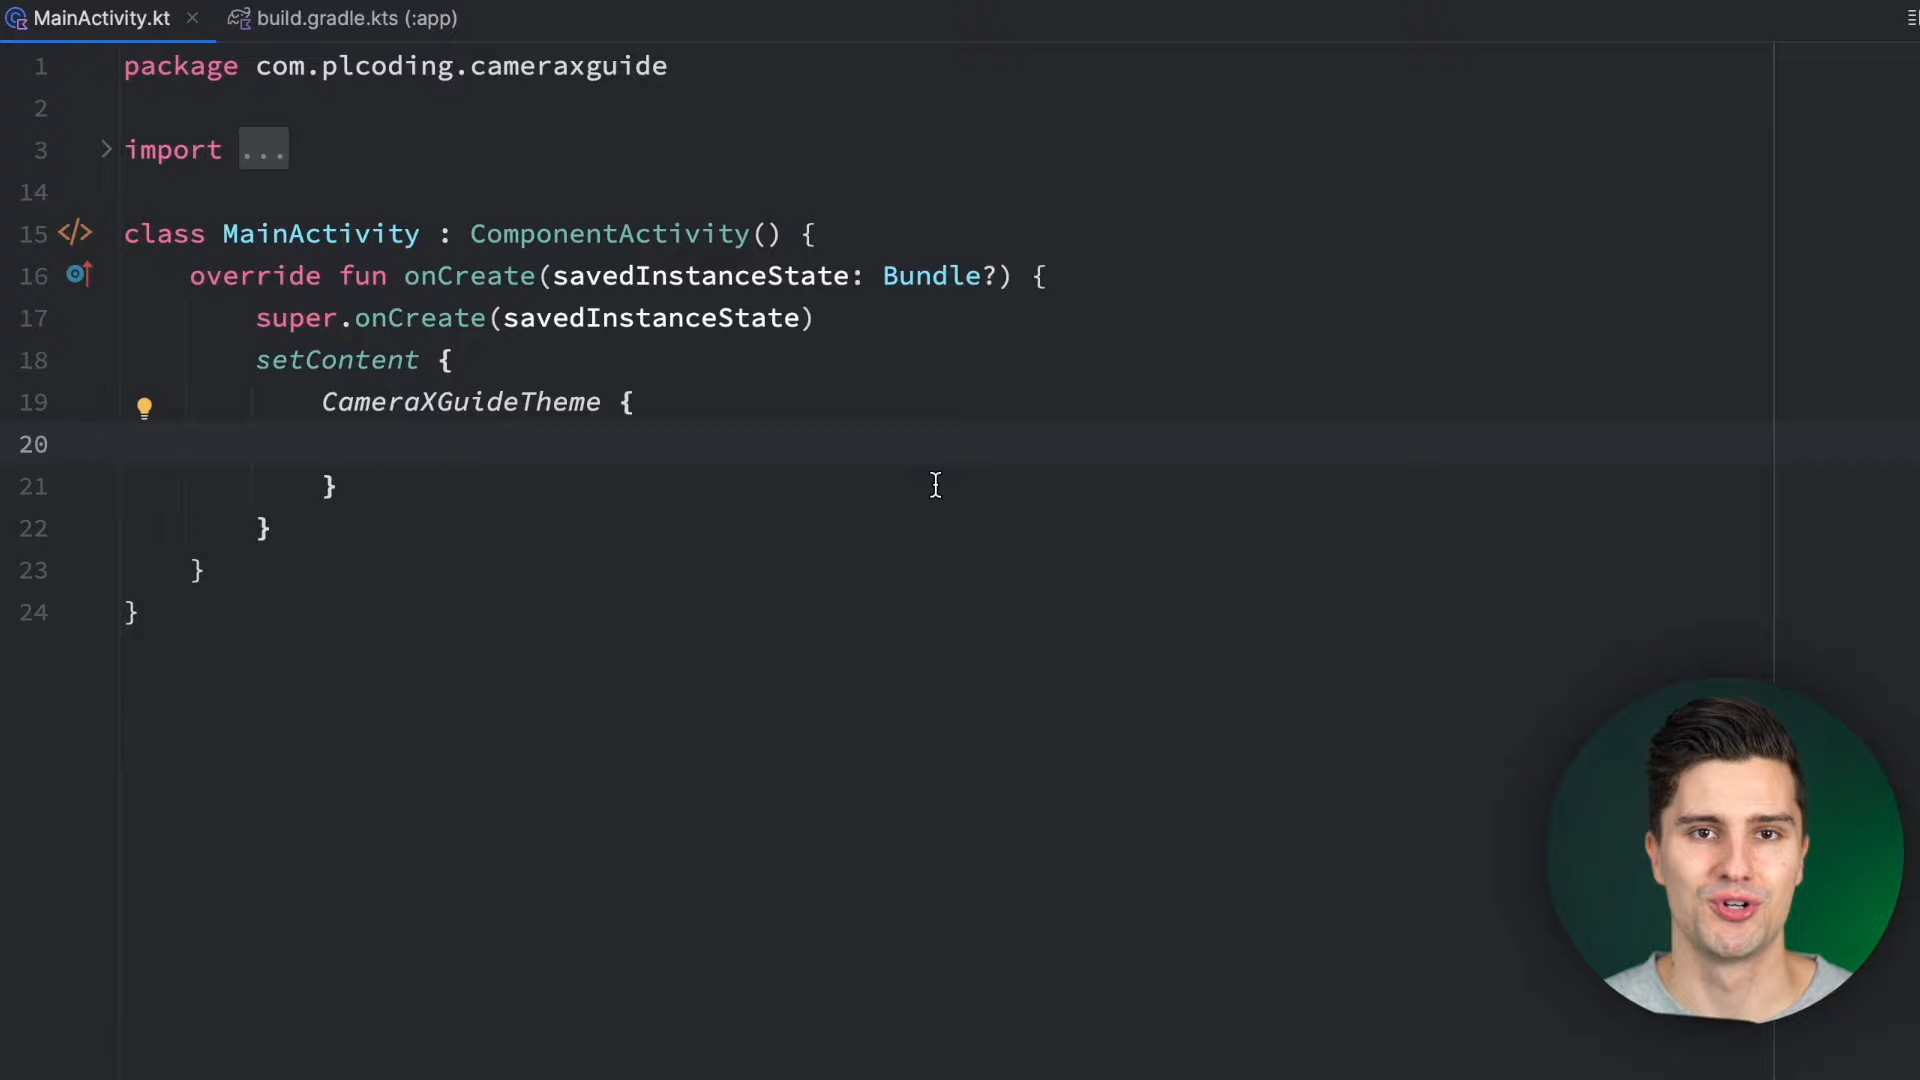 MainActivity.kt
build.gradle.kts (:app)
1 package com.plcoding.cameraxguide
2
3 import ...
14
15 class MainActivity : ComponentActivity() {
16 override fun onCreate(savedInstanceState: Bundle?) {
17 super.onCreate(savedInstanceState)
18 setContent {
19 CameraXGuideTheme {
20
21 }
22 }
23 }
24 }